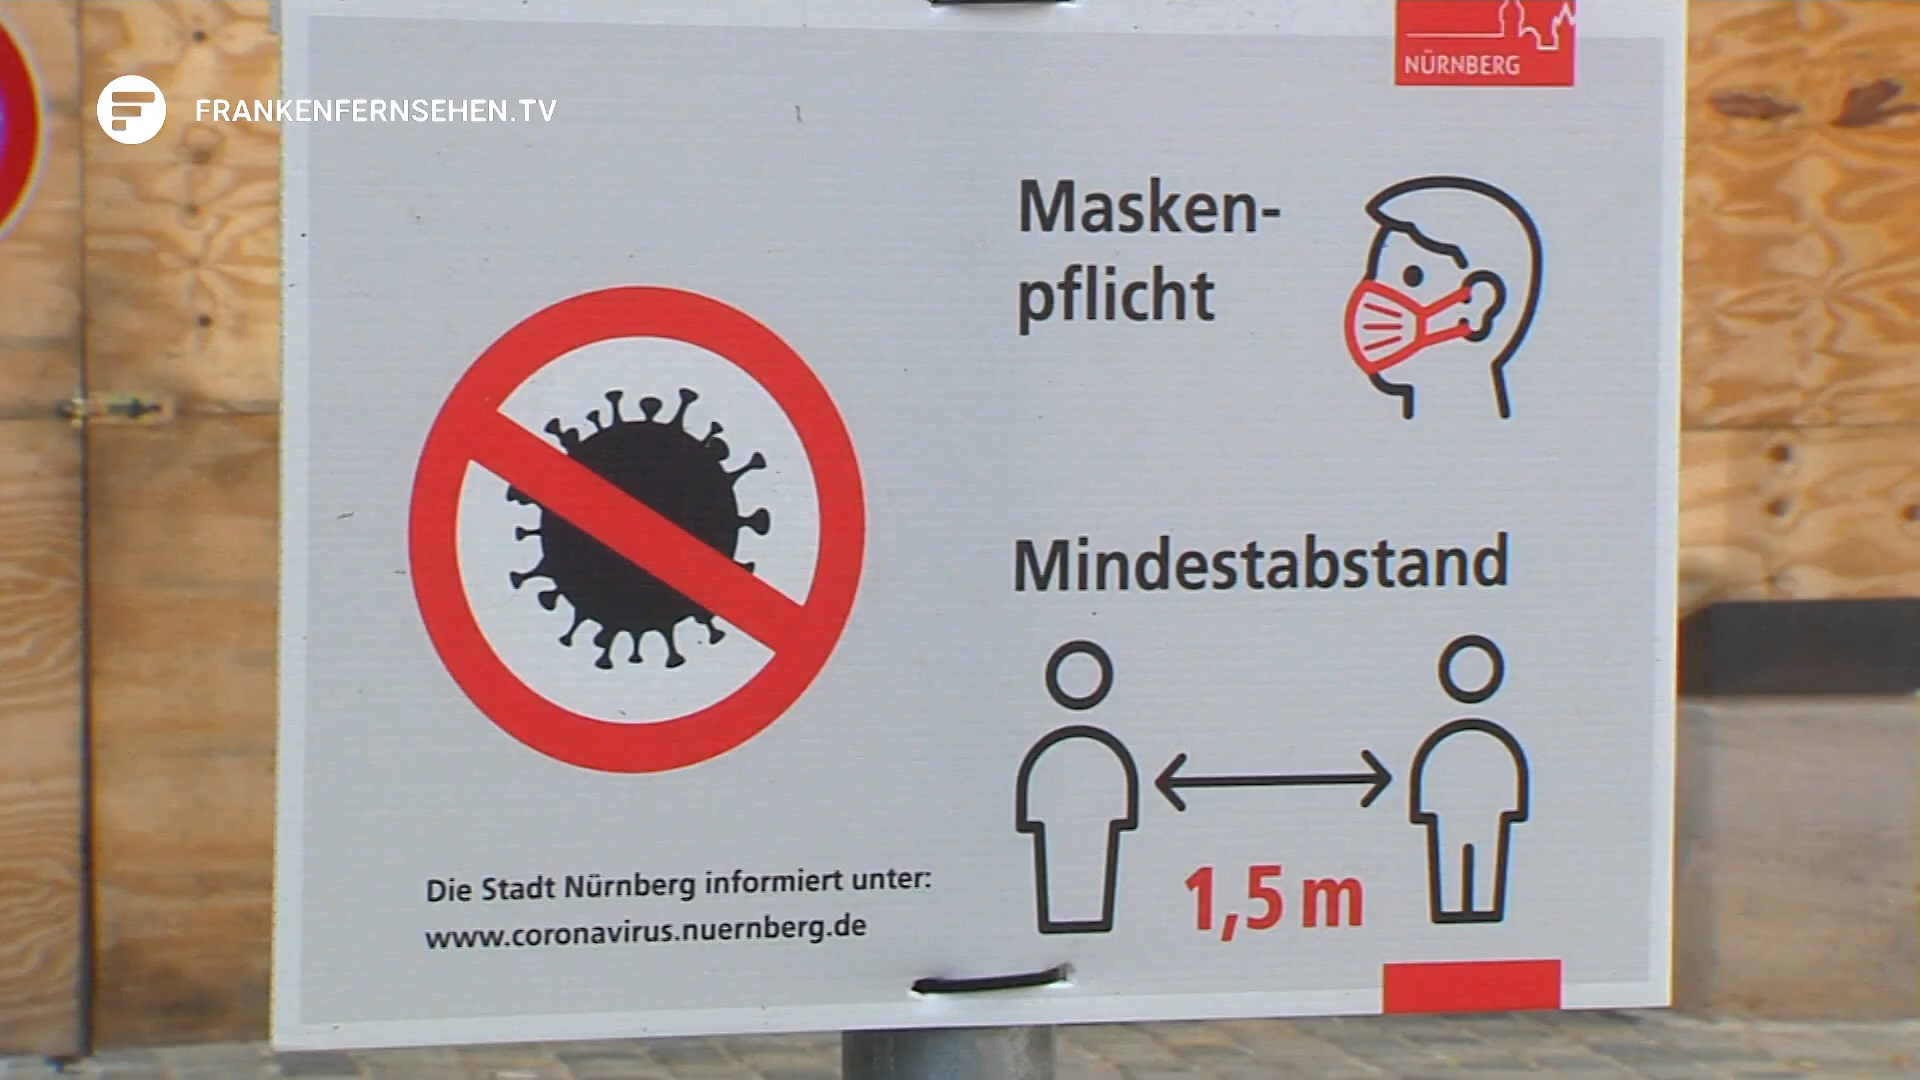 FRANKENFERNSEHEN.TV
NÜRNBERG
Masken-
pflicht
Mindestabstand
1,5 m
Die Stadt Nürnberg informiert unter:
www.coronavirus.nuernberg.de